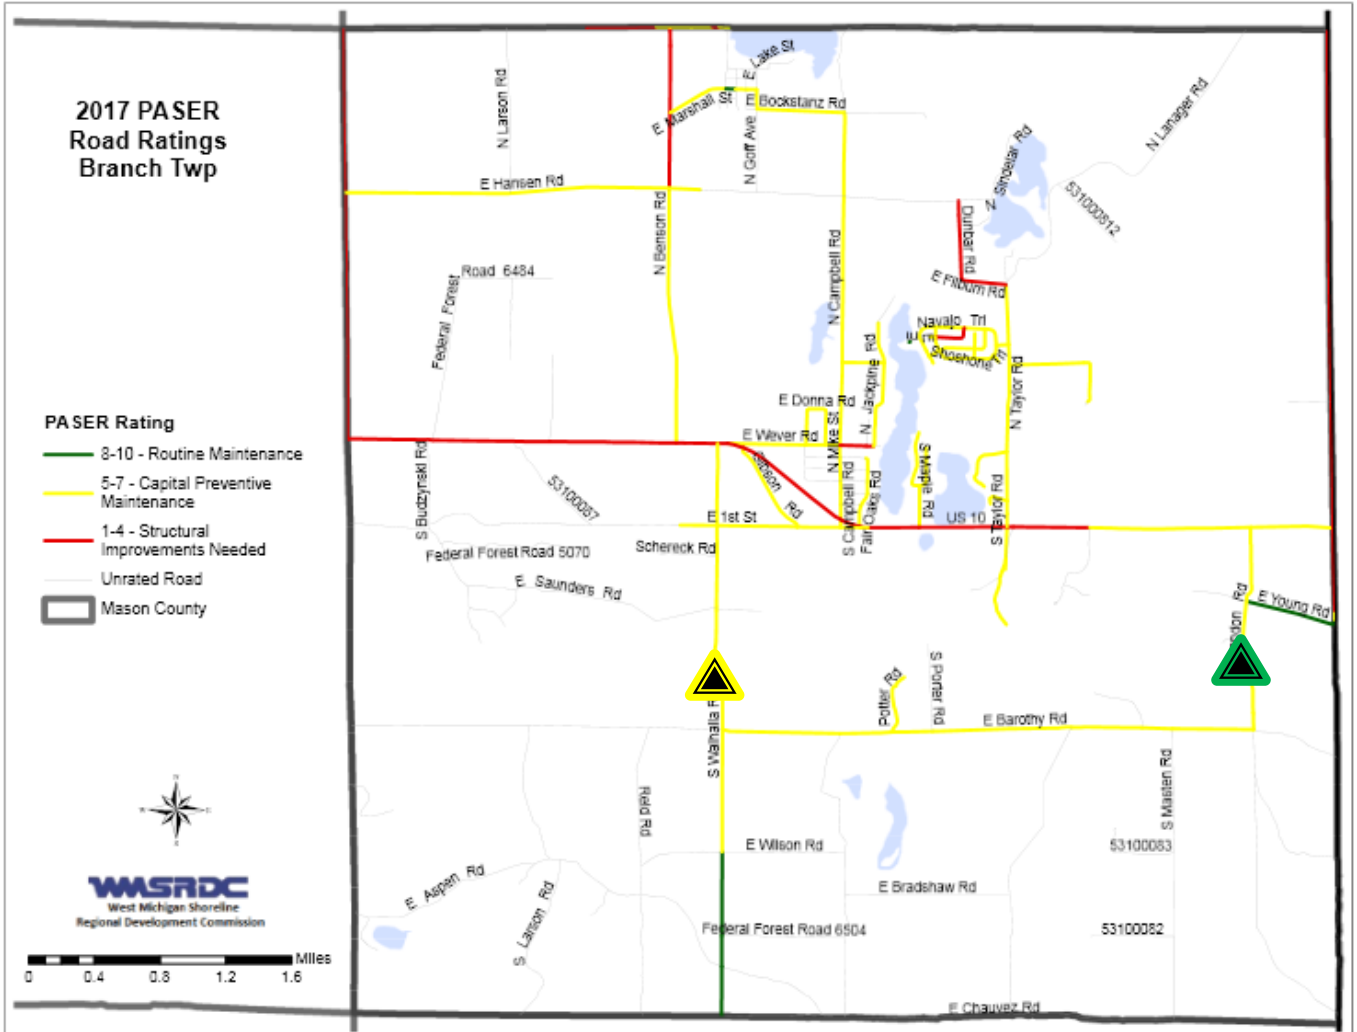 2017 PASER
Road Ratings
Branch Twp
N Larson Rd
E Lake St
E Marshall St
E Bockstanz Rd
N Goff Ave
N Lanager Rd
N Sindelar Rd
531000812
E Hansen Rd
N Benson Rd
Dunbar Rd
E Filburn Rd
N Campbell Rd
Road 6484
Federal Forest
Navajo Trl
Shoshone Trl
N Jackpine Rd
N Taylor Rd
E Donna Rd
E Wever Rd
N Mike St
PASER Rating
8-10 - Routine Maintenance
5-7 - Capital Preventive
Maintenance
1-4 - Structural
Improvements Needed
Unrated Road
Mason County
S Budzynski Rd
53100087
Gibson Rd
S Campbell Rd
Fair Oaks Rd
S Maple Rd
S Taylor Rd
E 1st St
US 10
Schereck Rd
Federal Forest Road 5070
E Saunders Rd
E Young Rd
Rd
S Walhalla R
Potter Rd
S Porter Rd
E Barothy Rd
S Masten Rd
Reid Rd
E Wilson Rd
53100083
E Aspen Rd
S Larson Rd
E Bradshaw Rd
Federal Forest Road 6504
53100082
E Chauvez Rd
N
W
E
S
WMSRDC
West Michigan Shoreline
Regional Development Commission
Miles
0 0.4 0.8 1.2 1.6